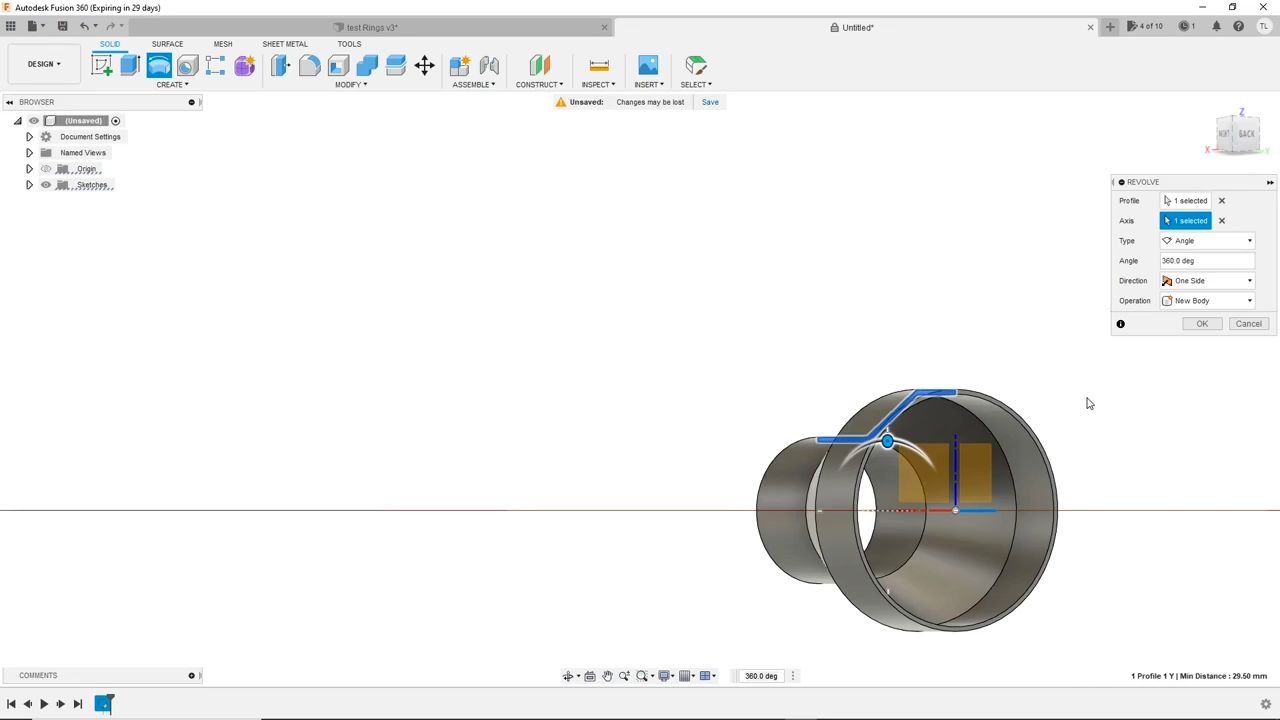 Autodesk Fusion 360 (Expiring in 29 days)
test Rings v3*
Untitled*
4 of 10
1
TL
SOLID
SURFACE
MESH
SHEET METAL
TOOLS
DESIGN
CREATE
MODIFY
ASSEMBLE
CONSTRUCT
INSPECT
INSERT
SELECT
BROWSER
Unsaved: Changes may be lost Save
(Unsaved)
Document Settings
Named Views
Origin
Sketches
Z
BACK
X
Y
REVOLVE
Profile 1 selected
Axis 1 selected
Type Angle
Angle 360.0 deg
Direction One Side
Operation New Body
OK Cancel
COMMENTS
360.0 deg
1 Profile 1 Y | Min Distance : 29.50 mm